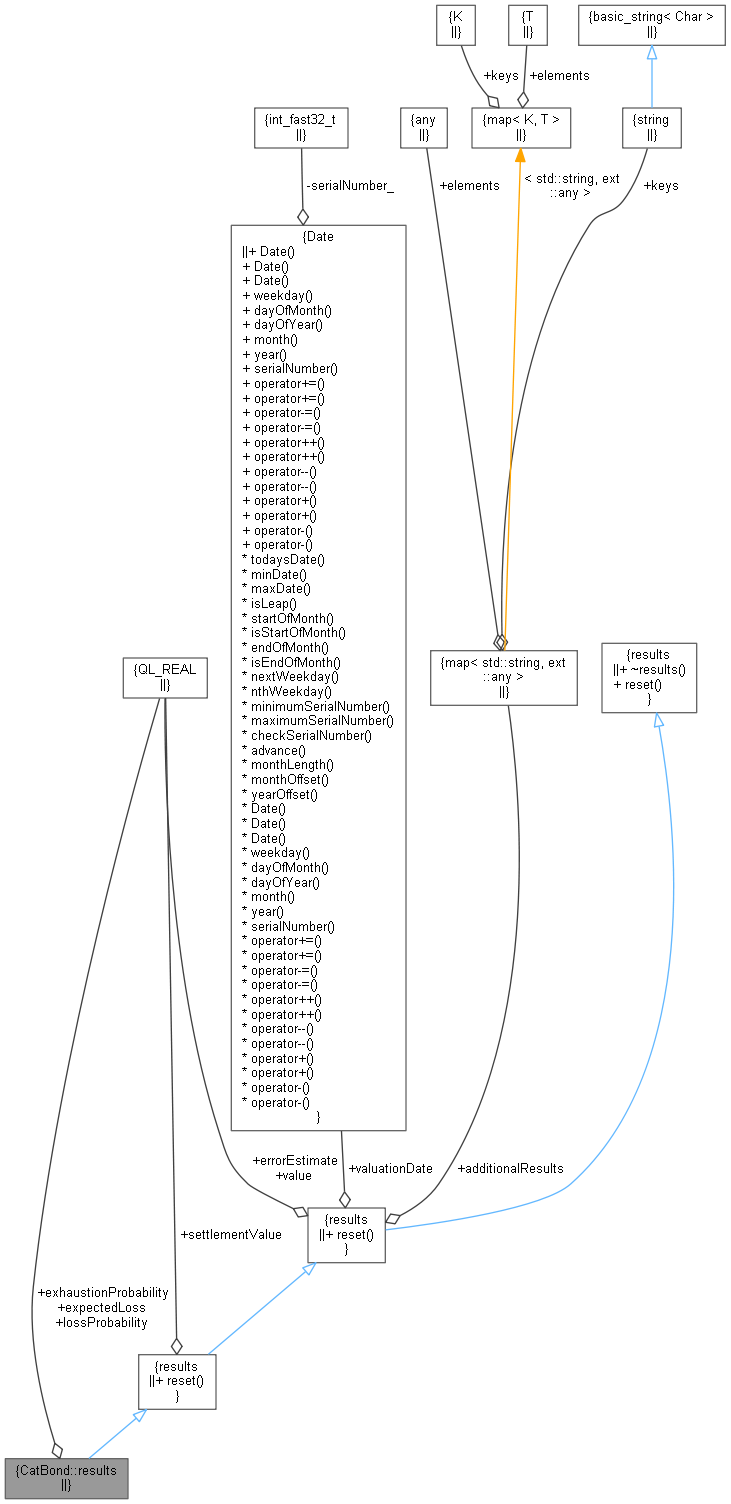 {K
||}
{T
||}
{basic_string< Char >
||}
+keys
+elements
{int_fast32_t
||}
{any
||}
{map< K, T >
||}
{string
||}
-serialNumber_
+elements
< std::string, ext
::any >
+keys
{Date
||+ Date()
+ Date()
+ Date()
+ weekday()
+ dayOfMonth()
+ dayOfYear()
+ month()
+ year()
+ serialNumber()
+ operator+=()
+ operator+=()
+ operator-=()
+ operator-=()
+ operator++()
+ operator++()
+ operator--()
+ operator--()
+ operator+()
+ operator+()
+ operator-()
+ operator-()
* todaysDate()
* minDate()
* maxDate()
* isLeap()
* startOfMonth()
* isStartOfMonth()
* endOfMonth()
* isEndOfMonth()
* nextWeekday()
* nthWeekday()
* minimumSerialNumber()
* maximumSerialNumber()
* checkSerialNumber()
* advance()
* monthLength()
* monthOffset()
* yearOffset()
* Date()
* Date()
* Date()
* weekday()
* dayOfMonth()
* dayOfYear()
* month()
* year()
* serialNumber()
* operator+=()
* operator+=()
* operator-=()
* operator-=()
* operator++()
* operator++()
* operator--()
* operator--()
* operator+()
* operator+()
* operator-()
* operator-()
}
{QL_REAL
||}
{map< std::string, ext
::any >
||}
{results
||+ ~results()
+ reset()
}
+errorEstimate
+value
+valuationDate
+additionalResults
{results
||+ reset()
}
+settlementValue
+exhaustionProbability
+expectedLoss
+lossProbability
{results
||+ reset()
}
{CatBond::results
||}